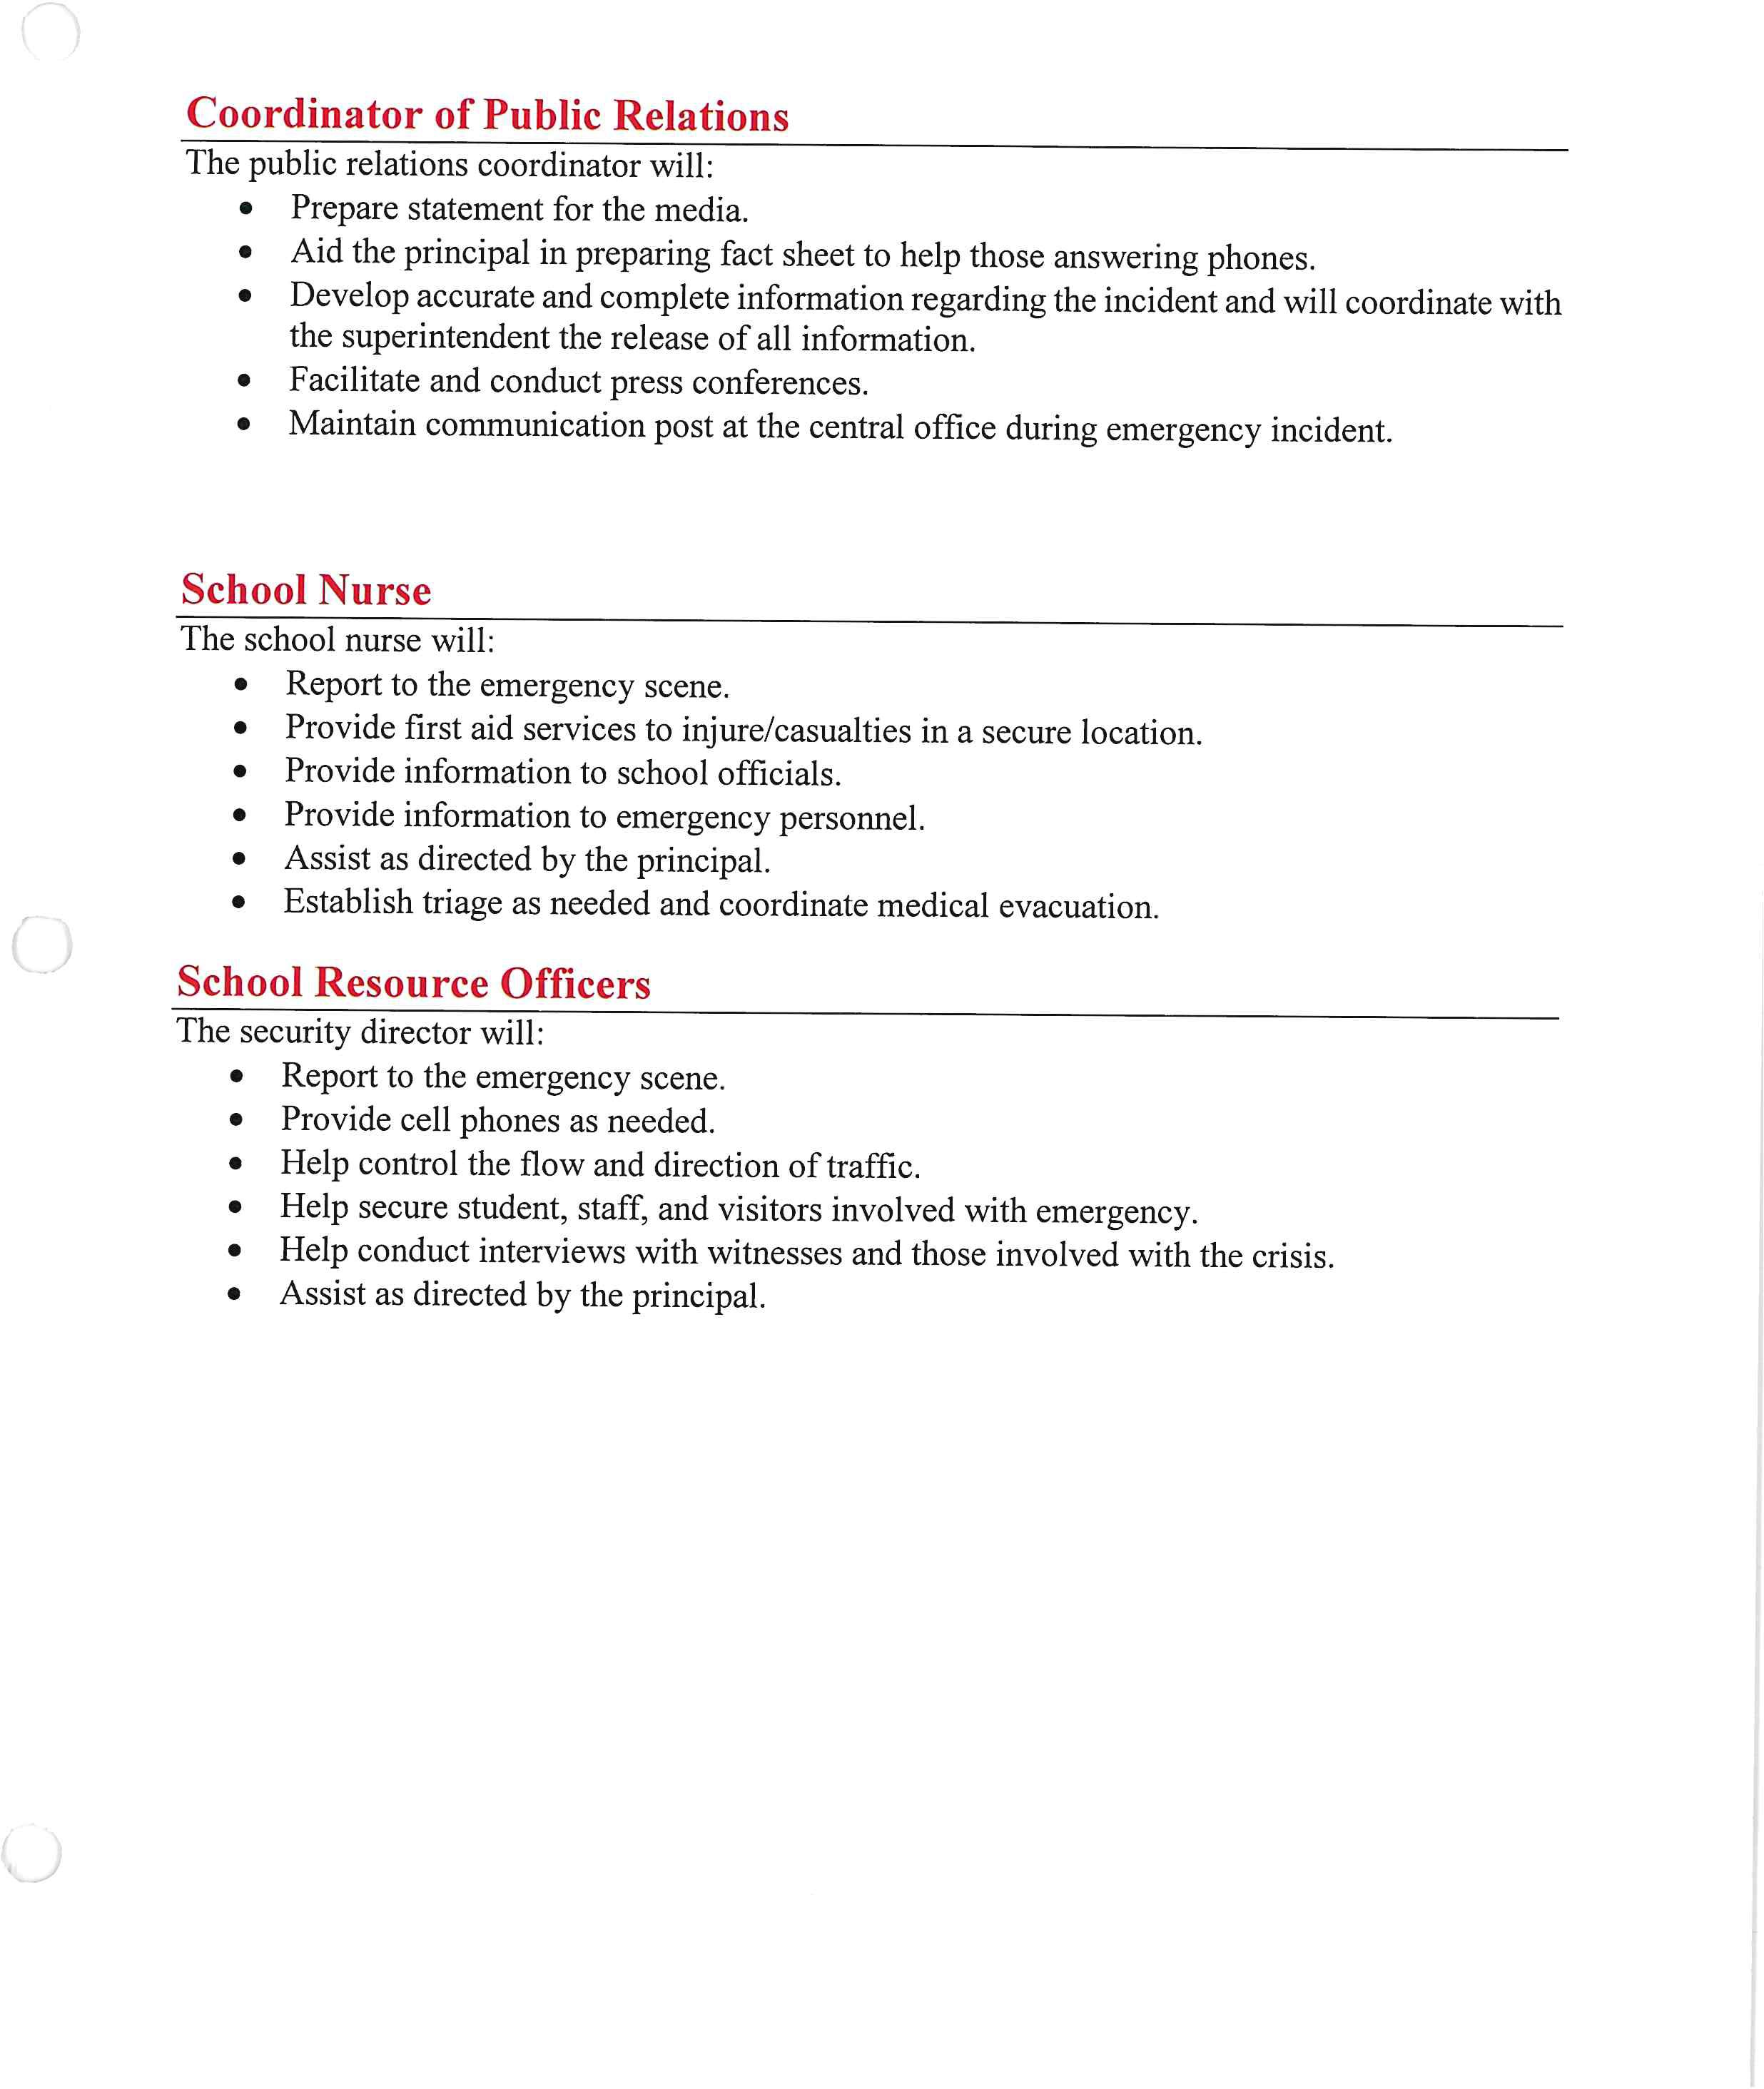 Coordinator of Public Relations
The public relations coordinator will:
• Prepare statement for the media.
• Aid the principal in preparing fact sheet to help those answering phones.
• Develop accurate and complete information regarding the incident and will coordinate with
the superintendent the release of all information.
• Facilitate and conduct press conferences.
• Maintain communication post at the central office during emergency incident.
School Nurse
The school nurse will:
• Report to the emergency scene.
• Provide first aid services to injure/casualties in a secure location.
• Provide information to school officials.
• Provide information to emergency personnel.
• Assist as directed by the principal.
• Establish triage as needed and coordinate medical evacuation.
School Resource Officers
The security director will:
• Report to the emergency scene.
• Provide cell phones as needed.
• Help control the flow and direction of traffic.
• Help secure student, staff, and visitors involved with emergency.
• Help conduct interviews with witnesses and those involved with the crisis.
• Assist as directed by the principal.